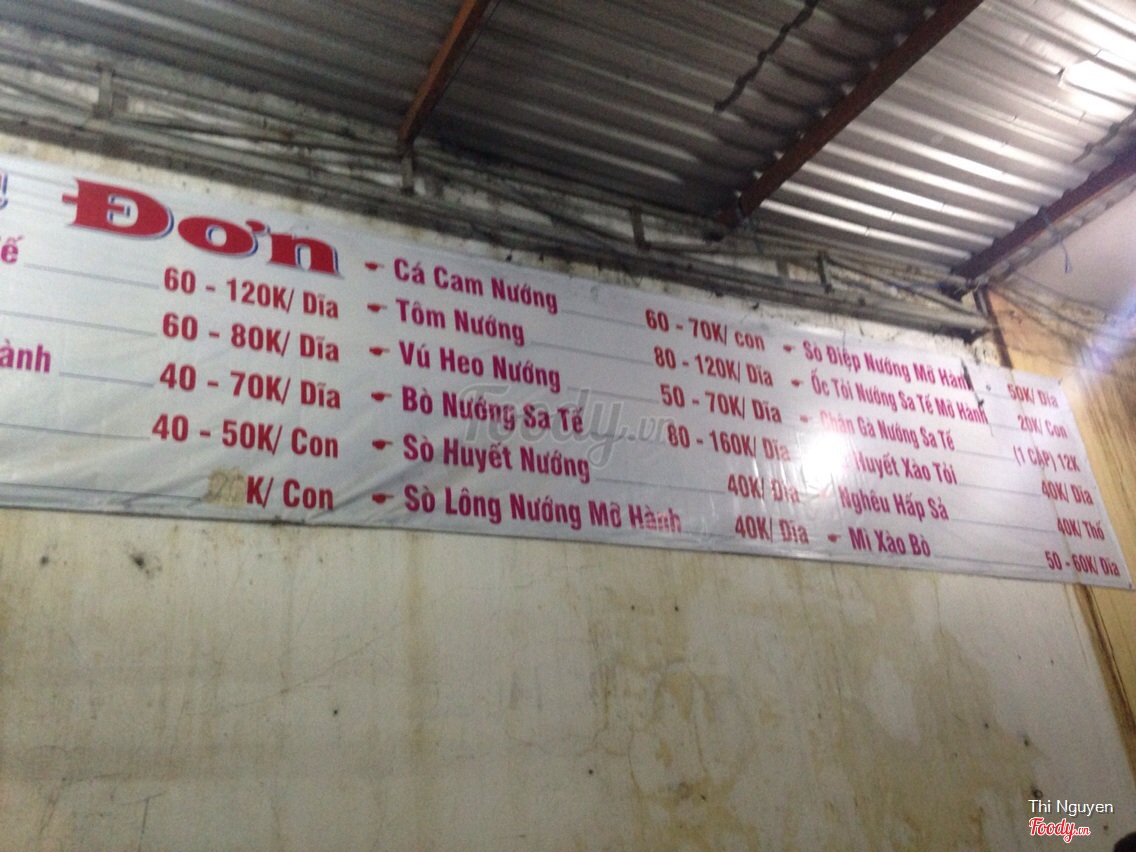 Đơn
60 - 120K/ Dĩa
60 - 80K/ Dĩa
ành 40 - 70K/ Dĩa
40 - 50K/ Con
K/ Con
Cá Cam Nướng 60 - 70K/ con
Tôm Nướng 80 - 120K/ Dĩa
Vú Heo Nướng 50 - 70K/ Dĩa
Bò Nướng Sa Tế 80 - 160K/ Dĩa
Sò Huyết Nướng 40K/ Dĩa
Sò Lông Nướng Mỡ Hành 40K/ Dĩa
Sò Điệp Nướng Mỡ Hành 50K/ Dĩa
Ốc Tỏi Nướng Sa Tế Mỡ Hành 20K/ Con
Chân Gà Nướng Sa Tế (1 CẶP) 12K
Huyết Xào Tỏi 40K/ Dĩa
Nghêu Hấp Sả 40K/ Thố
Mì Xào Bò 50 - 60K/ Dĩa
Foody.vn
Thi Nguyen
Foody.vn